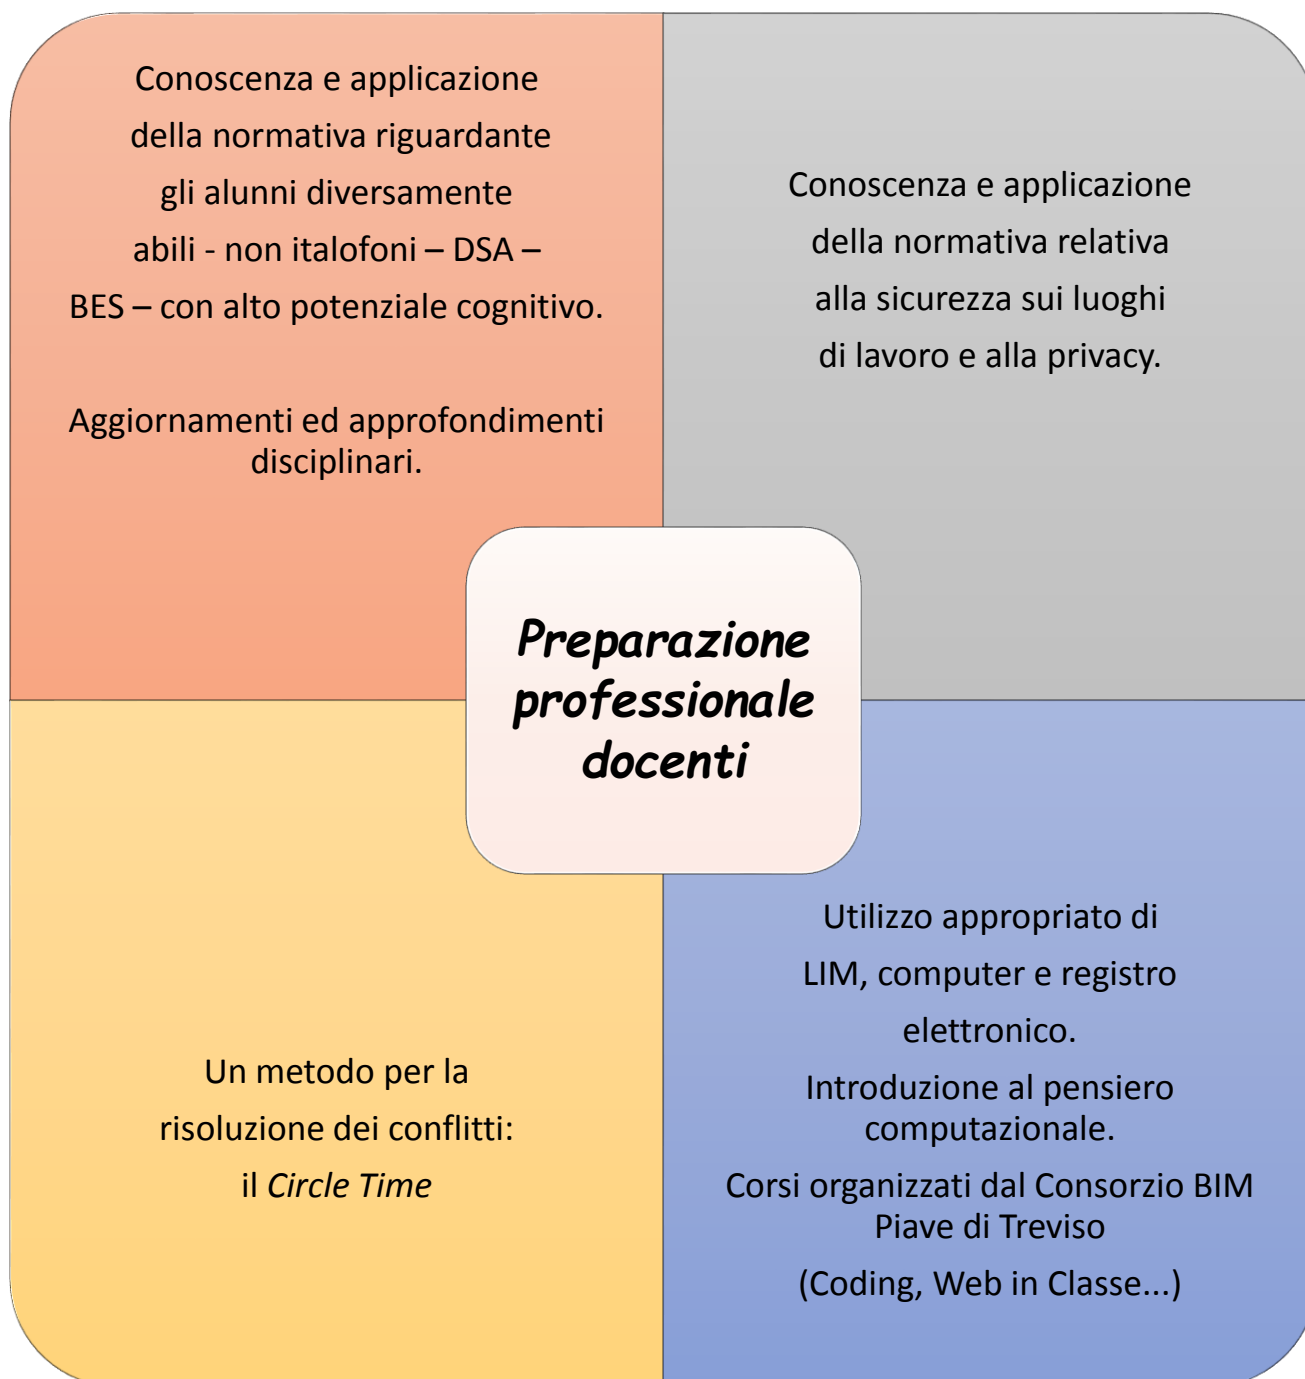 Conoscenza e applicazione
della normativa riguardante
gli alunni diversamente
abili - non italofoni – DSA –
BES – con alto potenziale cognitivo.
Aggiornamenti ed approfondimenti
disciplinari.
Conoscenza e applicazione
della normativa relativa
alla sicurezza sui luoghi
di lavoro e alla privacy.
Preparazione
professionale
docenti
Un metodo per la
risoluzione dei conflitti:
il Circle Time
Utilizzo appropriato di
LIM, computer e registro
elettronico.
Introduzione al pensiero
computazionale.
Corsi organizzati dal Consorzio BIM
Piave di Treviso
(Coding, Web in Classe...)